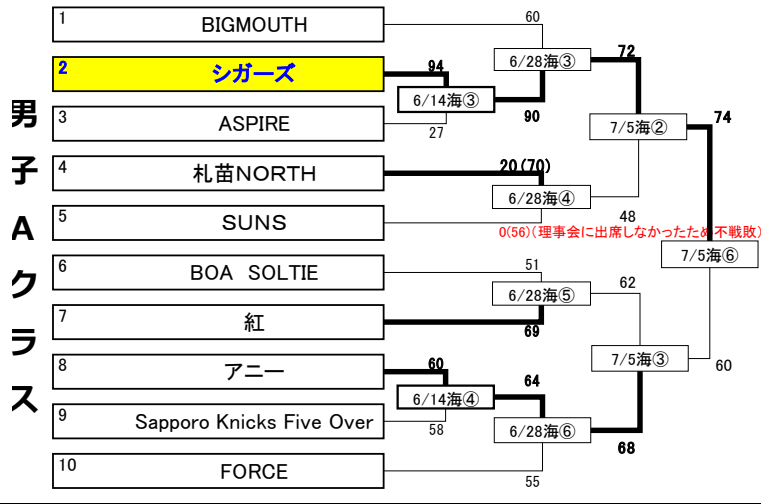 男子Aクラス
1 BIGMOUTH
2 シガーズ
3 ASPIRE
4 札苗NORTH
5 SUNS
6 BOA SOLTIE
7 紅
8 アニー
9 Sapporo Knicks Five Over
10 FORCE
94
6/14海③
27
60
6/28海③
90
20(70)
6/28海④
0(56)(理事会に出席しなかったため不戦敗)
51
6/28海⑤
69
60
6/14海④
58
64
6/28海⑥
55
72
7/5海②
48
62
7/5海③
68
74
7/5海⑥
60